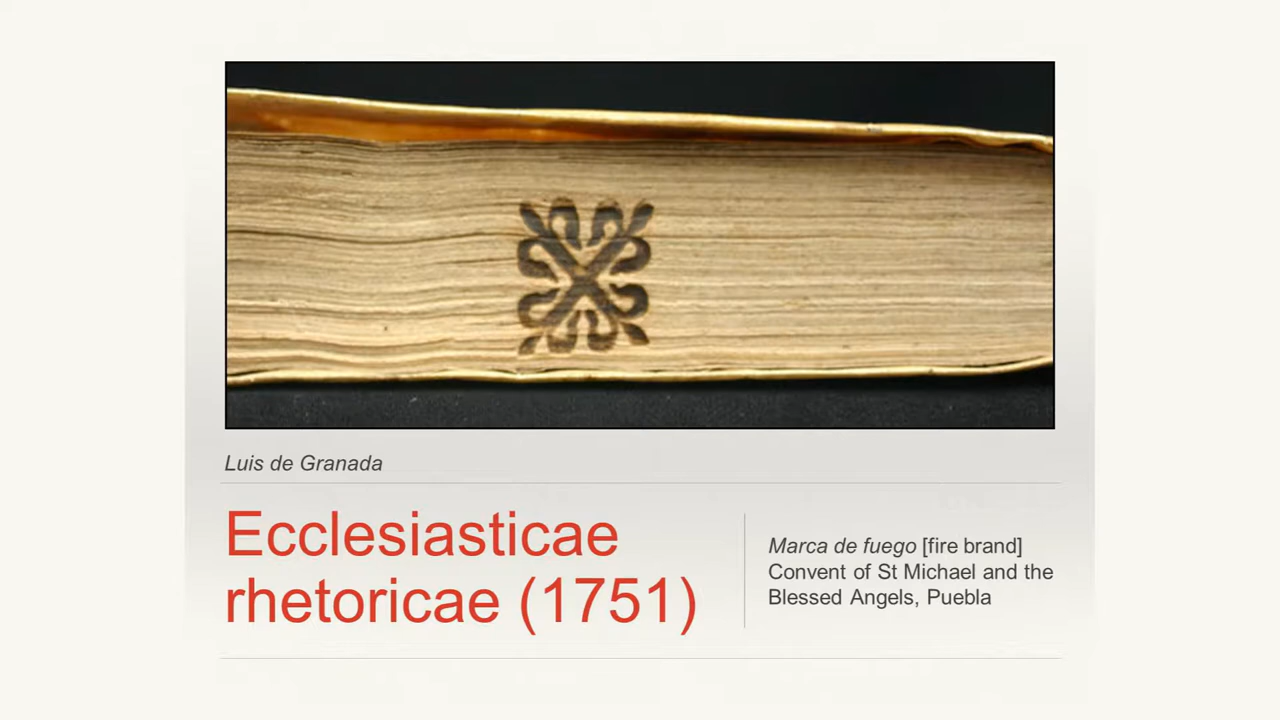 Luis de Granada
Ecclesiasticae
rhetoricae (1751)
Marca de fuego [fire brand]
Convent of St Michael and the
Blessed Angels, Puebla